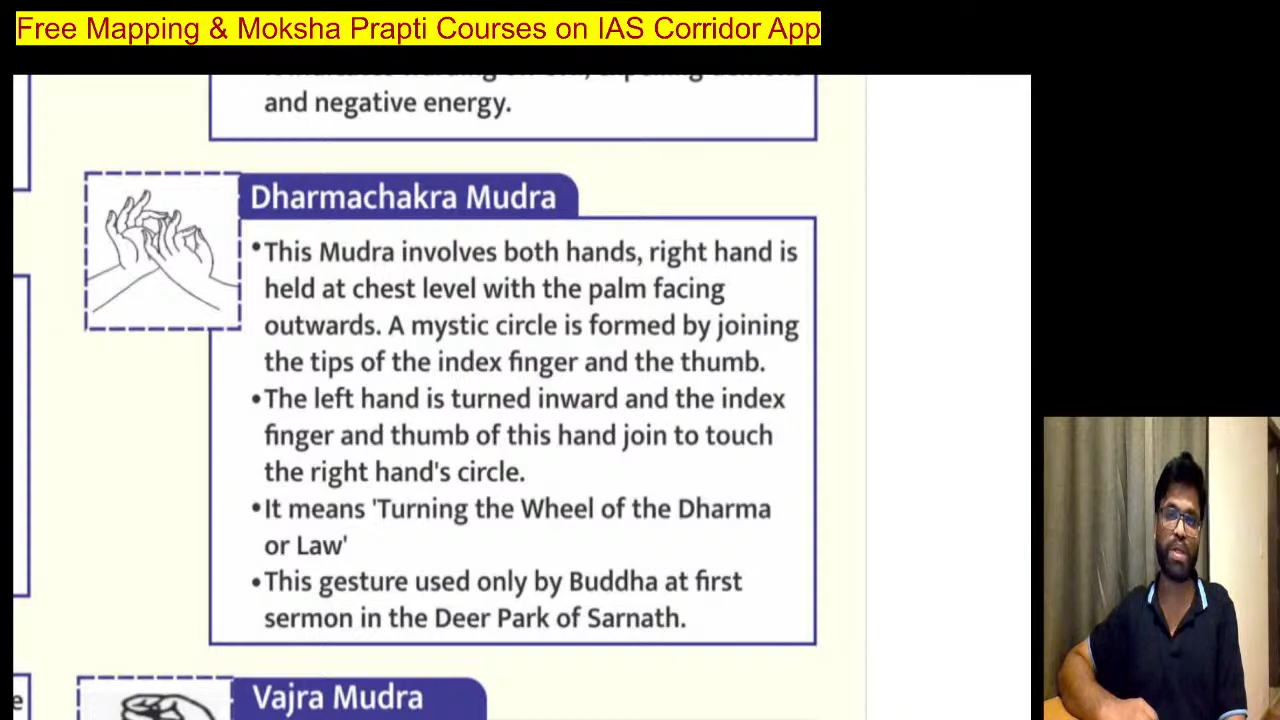 Free Mapping & Moksha Prapti Courses on IAS Corridor App
and negative energy.
Dharmachakra Mudra
•This Mudra involves both hands, right hand is
held at chest level with the palm facing
outwards. A mystic circle is formed by joining
the tips of the index finger and the thumb.
•The left hand is turned inward and the index
finger and thumb of this hand join to touch
the right hand's circle.
•It means 'Turning the Wheel of the Dharma
or Law'
•This gesture used only by Buddha at first
sermon in the Deer Park of Sarnath.
Vajra Mudra